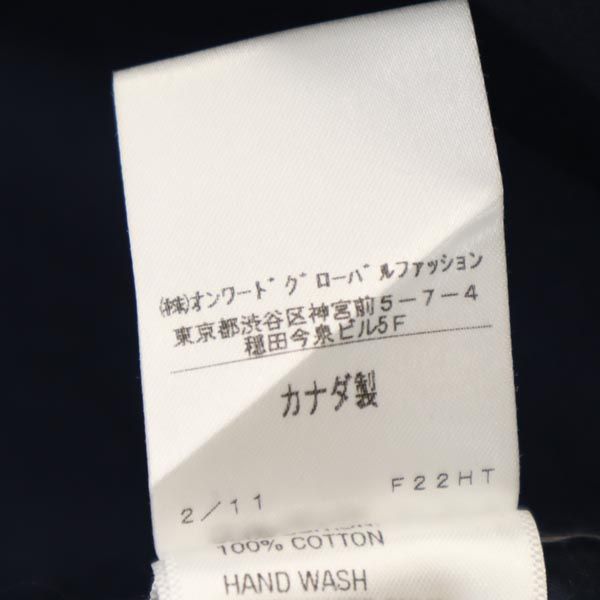 (株)オンワードグローバルファッション
東京都渋谷区神宮前5-7-4
穏田今泉ビル5F
カナダ製
2/11 F22HT
100% COTTON
HAND WASH